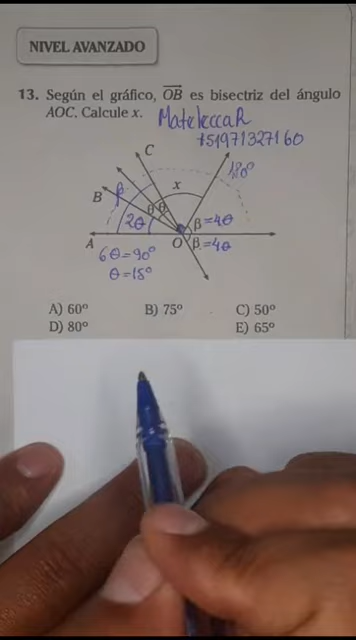 NIVEL AVANZADO
13. Según el gráfico, OB es bisectriz del ángulo
AOC. Calcule x.
MateleccaR
+51971327160
C
x
180°
B
β
θ θ
2θ
β=4θ
A
O
β=4θ
6θ=90°
θ=15°
A) 60° B) 75° C) 50°
D) 80° E) 65°